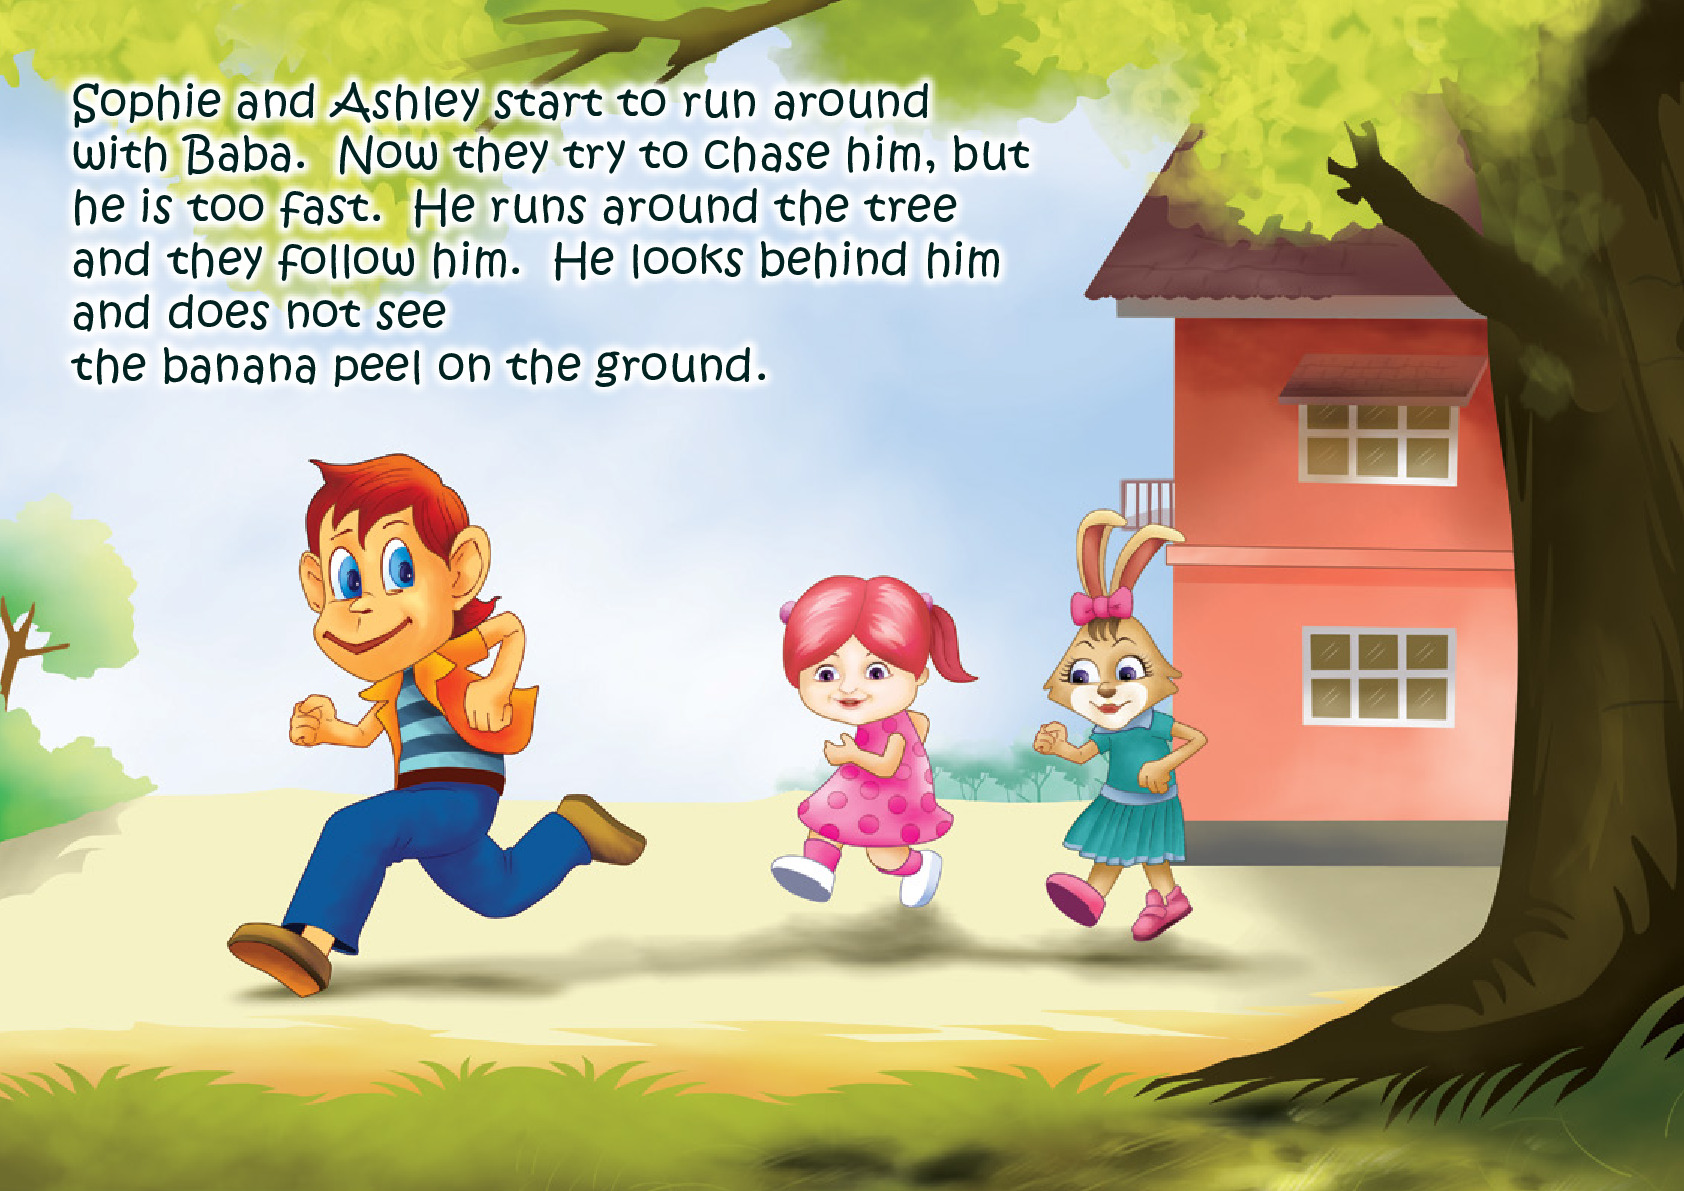 Sophie and Ashley start to run around
with Baba.  Now they try to chase him, but
he is too fast.  He runs around the tree
and they follow him.  He looks behind him
and does not see
the banana peel on the ground.